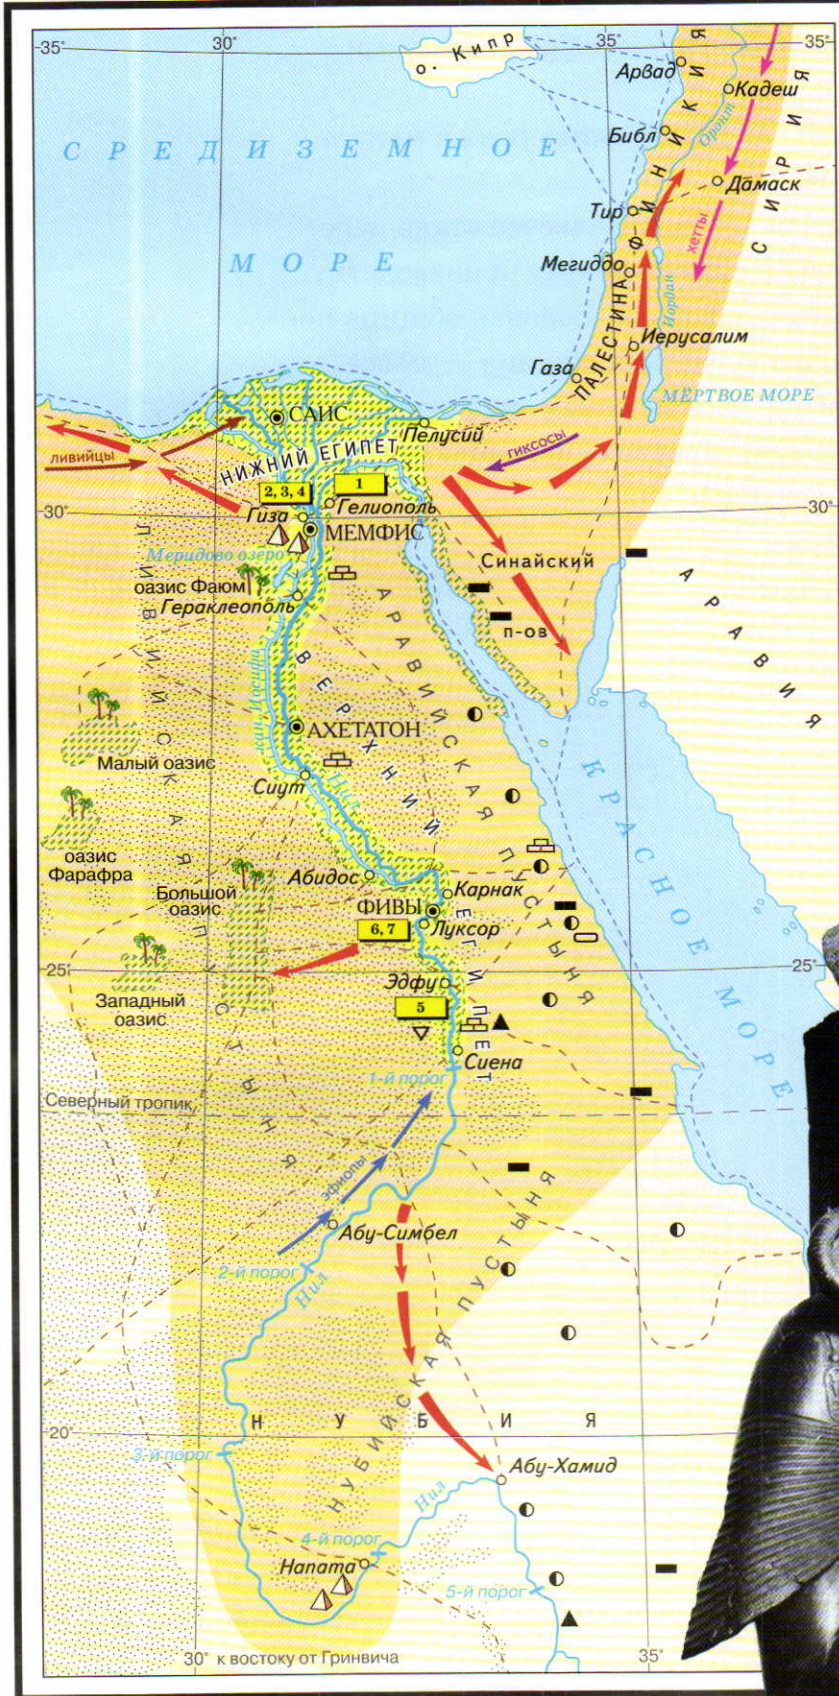 35°
30°
35°
35°
о. Кипр
Арвад
Кадеш
ФИНИКИЯ
Оронт
Библ
СРЕДИЗЕМНОЕ
МОРЕ
Дамаск
СИРИЯ
Тир
хетты
Мегиддо
Иордан
ПАЛЕСТИНА
Иерусалим
Газа
МЁРТВОЕ МОРЕ
САИС
Пелусий
гиксосы
ливийцы
НИЖНИЙ ЕГИПЕТ
2, 3, 4
1
30°
Гиза
Гелиополь
30°
МЕМФИС
Меридово озеро
Синайский
п-ов
АРАВИЯ
оазис Фаюм
Гераклеополь
ЛИВИЙСКАЯ ПУСТЫНЯ
АРАВИЙСКАЯ ПУСТЫНЯ
ВЕРХНИЙ ЕГИПЕТ
кан. Иосифа
АХЕТАТОН
Малый оазис
Сиут
Нил
КРАСНОЕ МОРЕ
оазис
Фарафра
Большой
оазис
Абидос
Карнак
ФИВЫ
Луксор
6, 7
25°
25°
Эдфу
Западный
оазис
5
Сиена
1-й порог
Северный тропик
эфиопы
Абу-Симбел
2-й порог
Нил
НУБИЙСКАЯ ПУСТЫНЯ
НУБИЯ
20°
3-й порог
Абу-Хамид
Нил
4-й порог
Напата
5-й порог
30° к востоку от Гринвича
35°